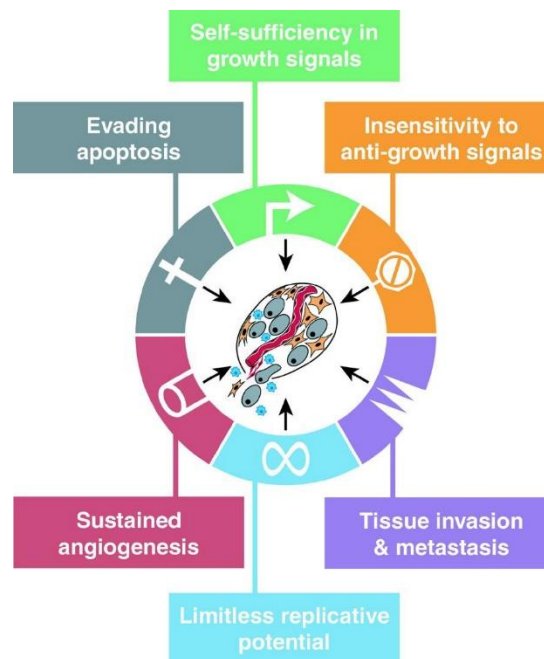 Self-sufficiency in
growth signals
Evading
apoptosis
Insensitivity to
anti-growth signals
Sustained
angiogenesis
Tissue invasion
& metastasis
Limitless replicative
potential